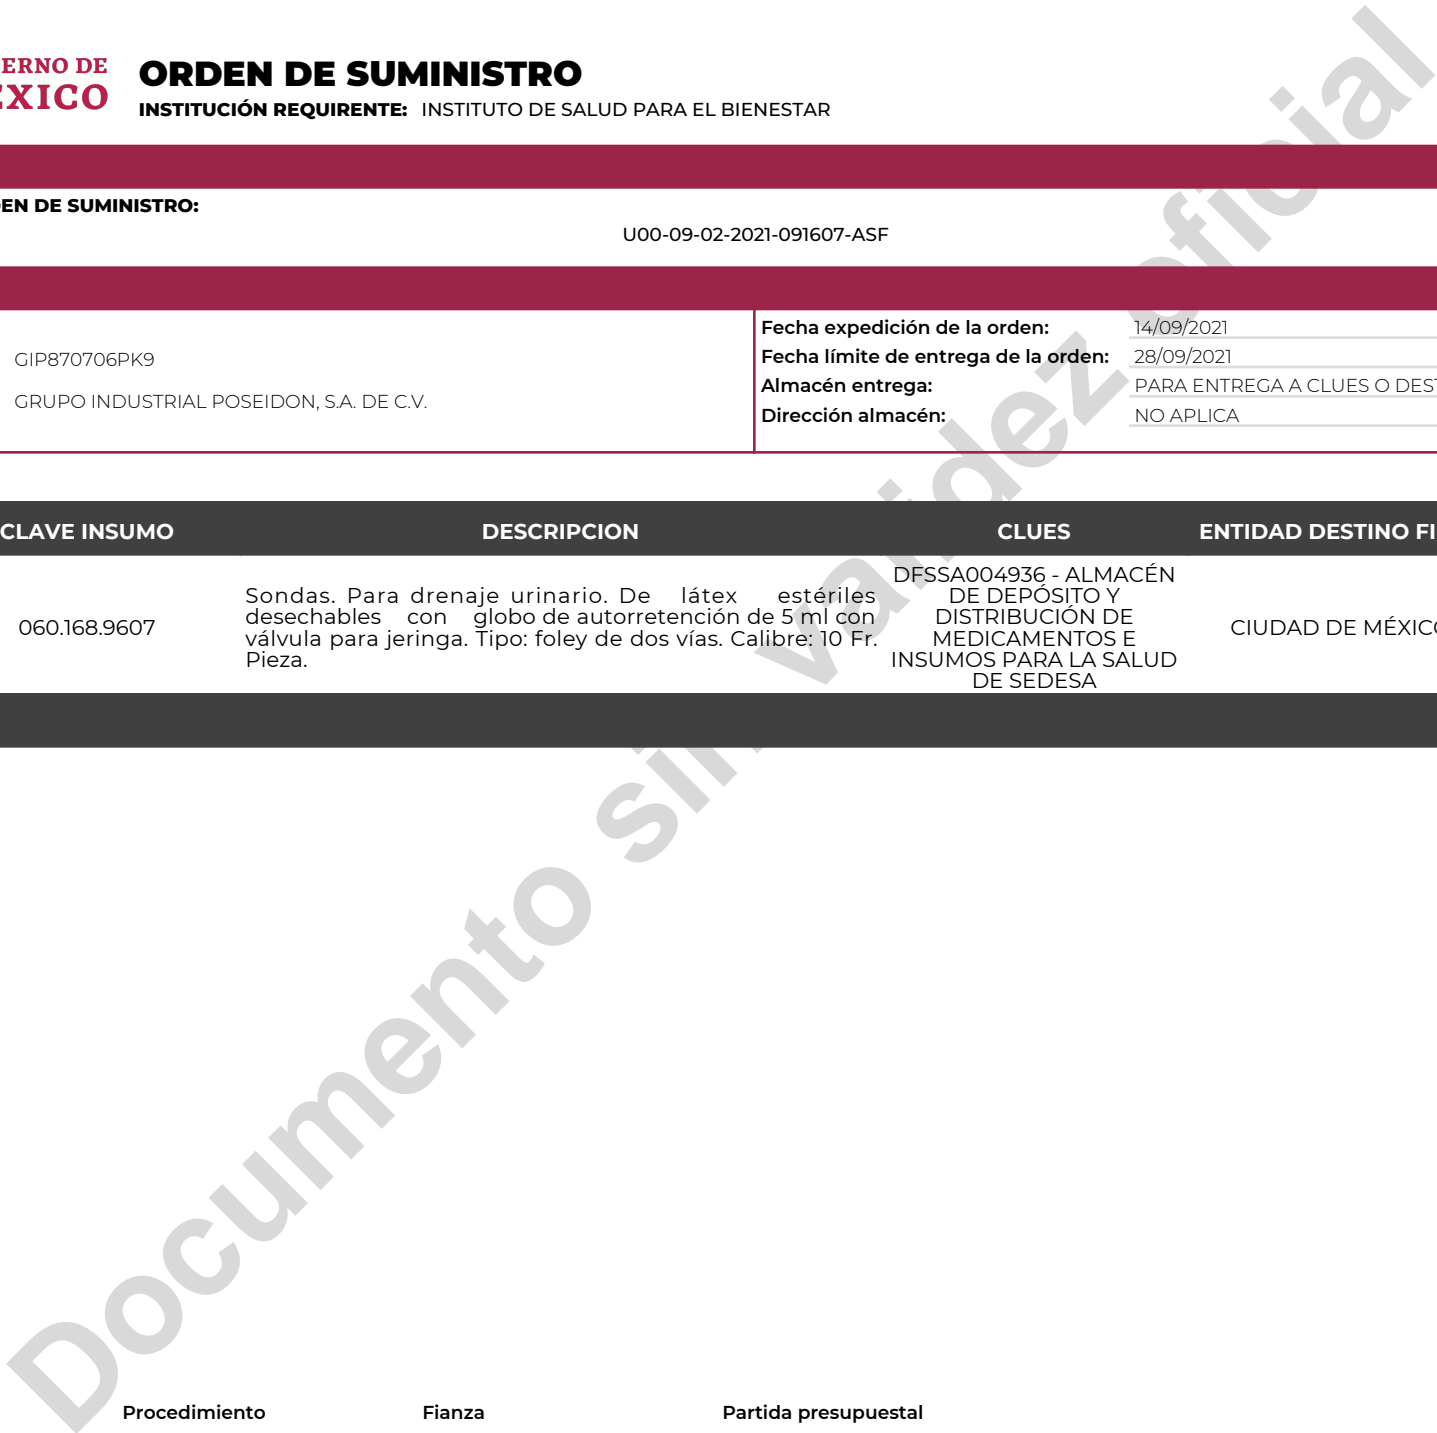 ERNO DE
ÉXICO
ORDEN DE SUMINISTRO
INSTITUCIÓN REQUIRENTE: INSTITUTO DE SALUD PARA EL BIENESTAR
EN DE SUMINISTRO:
U00-09-02-2021-091607-ASF
GIP870706PK9
GRUPO INDUSTRIAL POSEIDON, S.A. DE C.V.
Fecha expedición de la orden: 14/09/2021
Fecha límite de entrega de la orden: 28/09/2021
Almacén entrega: PARA ENTREGA A CLUES O DEST
Dirección almacén: NO APLICA
CLAVE INSUMO DESCRIPCION CLUES ENTIDAD DESTINO FI
060.168.9607
Sondas. Para drenaje urinario. De látex estériles
desechables con globo de autorretención de 5 ml con
válvula para jeringa. Tipo: foley de dos vías. Calibre: 10 Fr.
Pieza.
DFSSA004936 - ALMACÉN
DE DEPÓSITO Y
DISTRIBUCIÓN DE
MEDICAMENTOS E
INSUMOS PARA LA SALUD
DE SEDESA
CIUDAD DE MÉXICO
Documento sin validez oficial
Procedimiento Fianza Partida presupuestal